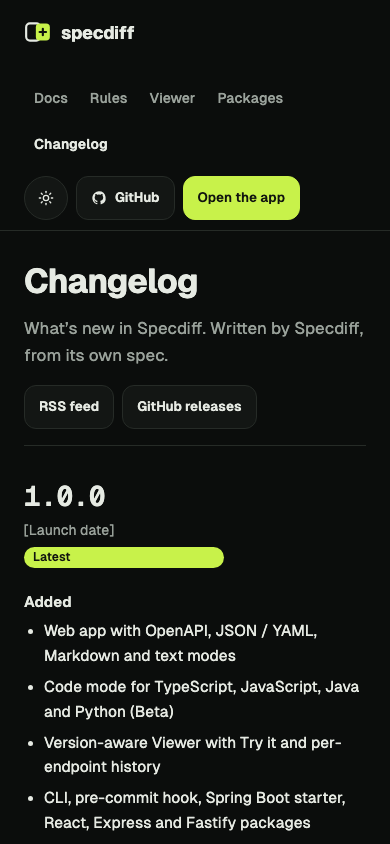 specdiff
Docs Rules Viewer Packages
Changelog
GitHub Open the app
Changelog
What's new in Specdiff. Written by Specdiff,
from its own spec.
RSS feed GitHub releases
1.0.0
[Launch date]
Latest
Added
• Web app with OpenAPI, JSON / YAML,
Markdown and text modes
• Code mode for TypeScript, JavaScript, Java
and Python (Beta)
• Version-aware Viewer with Try it and per-
endpoint history
• CLI, pre-commit hook, Spring Boot starter,
React, Express and Fastify packages